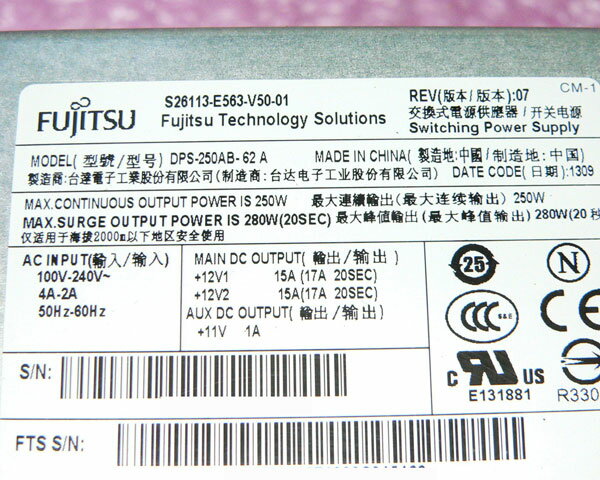 FUJITSU
S26113-E563-V50-01
Fujitsu Technology Solutions
REV(版本/版本):07
CM-1
交換式電源供應器/开关电源
Switching Power Supply
MODEL(型號/型号) DPS-250AB-62 A MADE IN CHINA(製造地:中國/制造地:中国)
製造商:台達電子工業股份有限公司(制造商:台达电子工业股份有限公司) DATE CODE(日期):1309
MAX.CONTINUOUS OUTPUT POWER IS 250W 最大連續輸出(最大连续输出) 250W
MAX.SURGE OUTPUT POWER IS 280W(20SEC) 最大峰值輸出(最大峰值输出) 280W(20秒
仅适用于海拔2000m以下地区安全使用
AC INPUT(輸入/输入)
100V-240V~
4A-2A
50Hz-60Hz
MAIN DC OUTPUT(輸出/输出)
+12V1 15A(17A 20SEC)
+12V2 15A(17A 20SEC)
AUX DC OUTPUT(輸出/输出)
+11V 1A
25
N
CCC S&E
CE
C UL US
E131881
R330
S/N:
FTS S/N: